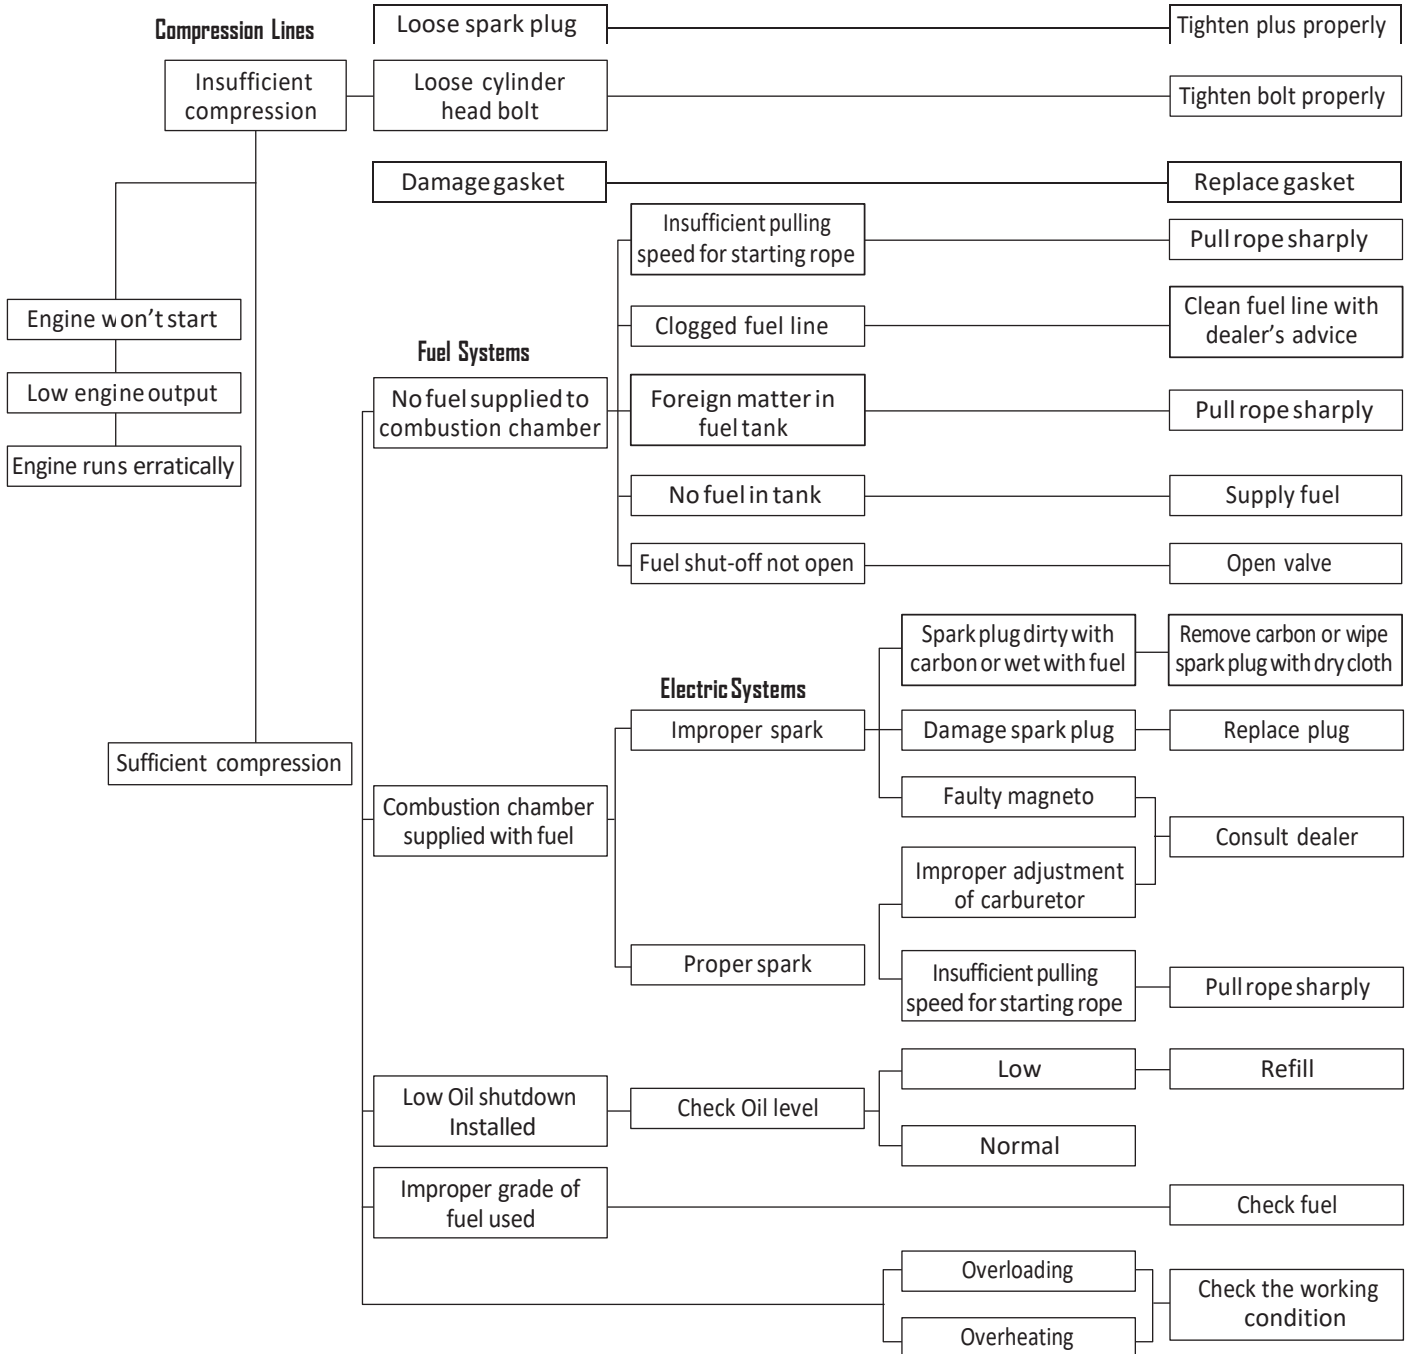 Compression Lines
Loose spark plug
Tighten plus properly
Insufficient
compression
Loose cylinder
head bolt
Tighten bolt properly
Damage gasket
Replace gasket
Insufficient pulling
speed for starting rope
Pull rope sharply
Engine won't start
Clogged fuel line
Clean fuel line with
dealer's advice
Fuel Systems
Low engine output
No fuel supplied to
combustion chamber
Foreign matter in
fuel tank
Pull rope sharply
Engine runs erratically
No fuel in tank
Supply fuel
Fuel shut-off not open
Open valve
Spark plug dirty with
carbon or wet with fuel
Remove carbon or wipe
spark plug with dry cloth
Electric Systems
Improper spark
Damage spark plug
Replace plug
Sufficient compression
Combustion chamber
supplied with fuel
Faulty magneto
Consult dealer
Improper adjustment
of carburetor
Proper spark
Insufficient pulling
speed for starting rope
Pull rope sharply
Low Oil shutdown
Installed
Check Oil level
Low
Refill
Normal
Improper grade of
fuel used
Check fuel
Overloading
Check the working
condition
Overheating